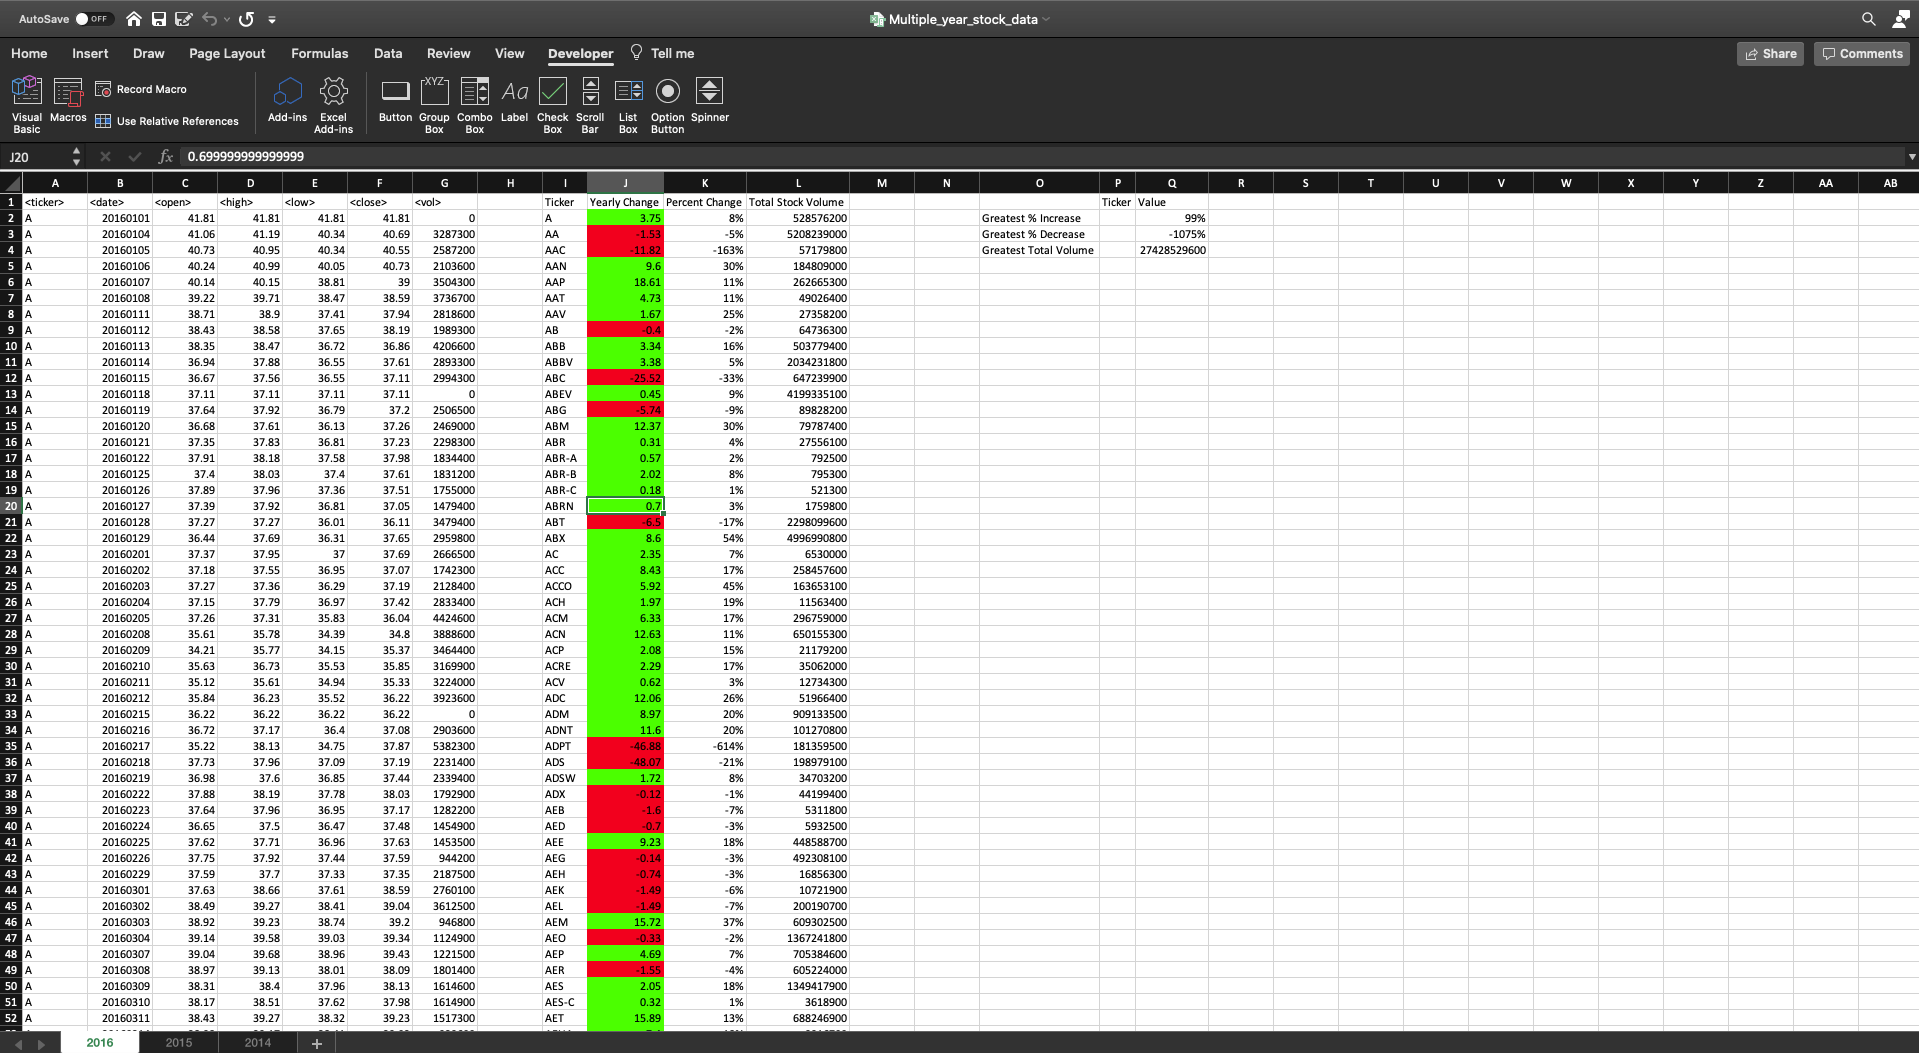 AutoSave OFF Multiple_year_stock_data
Home Insert Draw Page Layout Formulas Data Review View Developer Tell me Share Comments
Visual Basic Macros Record Macro Use Relative References Add-ins Excel Add-ins Button Group Box Combo Box Label Check Box Scroll Bar List Box Option Button Spinner
XYZ Aa
J20 fx 0.699999999999999
A B C D E F G H I J K L M N O P Q R S T U V W X Y Z AA AB
1 <ticker> <date> <open> <high> <low> <close> <vol> Ticker Yearly Change Percent Change Total Stock Volume Ticker Value
2 A 20160101 41.81 41.81 41.81 41.81 0 A 3.75 8% 528576200 Greatest % Increase 99%
3 A 20160104 41.06 41.19 40.34 40.69 3287300 AA -1.53 -5% 5208239000 Greatest % Decrease -1075%
4 A 20160105 40.73 40.95 40.34 40.55 2587200 AAC -11.82 -163% 57179800 Greatest Total Volume 27428529600
5 A 20160106 40.24 40.99 40.05 40.73 2103600 AAN 9.6 30% 184809000
6 A 20160107 40.14 40.15 38.81 39 3504300 AAP 18.61 11% 262665300
7 A 20160108 39.22 39.71 38.47 38.59 3736700 AAT 4.73 11% 49026400
8 A 20160111 38.71 38.9 37.41 37.94 2818600 AAV 1.67 25% 27358200
9 A 20160112 38.43 38.58 37.65 38.19 1989300 AB -0.4 -2% 64736300
10 A 20160113 38.35 38.47 36.72 36.86 4206600 ABB 3.34 16% 503779400
11 A 20160114 36.94 37.88 36.55 37.61 2893300 ABBV 3.38 5% 2034231800
12 A 20160115 36.67 37.56 36.55 37.11 2994300 ABC -25.52 -33% 647239900
13 A 20160118 37.11 37.11 37.11 37.11 0 ABEV 0.45 9% 4199335100
14 A 20160119 37.64 37.92 36.79 37.2 2506500 ABG -5.74 -9% 89828200
15 A 20160120 36.68 37.61 36.13 37.26 2469000 ABM 12.37 30% 79787400
16 A 20160121 37.35 37.83 36.81 37.23 2298300 ABR 0.31 4% 27556100
17 A 20160122 37.91 38.18 37.58 37.98 1834400 ABR-A 0.57 2% 792500
18 A 20160125 37.4 38.03 37.4 37.61 1831200 ABR-B 2.02 8% 795300
19 A 20160126 37.89 37.96 37.36 37.51 1755000 ABR-C 0.18 1% 521300
20 A 20160127 37.39 37.92 36.81 37.05 1479400 ABRN 0.7 3% 1759800
21 A 20160128 37.27 37.27 36.01 36.11 3479400 ABT -6.5 -17% 2298099600
22 A 20160129 36.44 37.69 36.31 37.65 2959800 ABX 8.6 54% 4996990800
23 A 20160201 37.37 37.95 37 37.69 2666500 AC 2.35 7% 6530000
24 A 20160202 37.18 37.55 36.95 37.07 1742300 ACC 8.43 17% 258457600
25 A 20160203 37.27 37.36 36.29 37.19 2128400 ACCO 5.92 45% 163653100
26 A 20160204 37.15 37.79 36.97 37.42 2833400 ACH 1.97 19% 11563400
27 A 20160205 37.26 37.31 35.83 36.04 4424600 ACM 6.33 17% 296759000
28 A 20160208 35.61 35.78 34.39 34.8 3888600 ACN 12.63 11% 650155300
29 A 20160209 34.21 35.77 34.15 35.37 3464400 ACP 2.08 15% 21179200
30 A 20160210 35.63 36.73 35.53 35.85 3169900 ACRE 2.29 17% 35062000
31 A 20160211 35.12 35.61 34.94 35.33 3224000 ACV 0.62 3% 12734300
32 A 20160212 35.84 36.23 35.52 36.22 3923600 ADC 12.06 26% 51966400
33 A 20160215 36.22 36.22 36.22 36.22 0 ADM 8.97 20% 909133500
34 A 20160216 36.72 37.17 36.4 37.08 2903600 ADNT 11.6 20% 101270800
35 A 20160217 35.22 38.13 34.75 37.87 5382300 ADPT -46.88 -614% 181359500
36 A 20160218 37.73 37.96 37.09 37.19 2231400 ADS -48.07 -21% 198979100
37 A 20160219 36.98 37.6 36.85 37.44 2339400 ADSW 1.72 8% 34703200
38 A 20160222 37.88 38.19 37.78 38.03 1792900 ADX -0.12 -1% 44199400
39 A 20160223 37.64 37.96 36.95 37.17 1282200 AEB -1.6 -7% 5311800
40 A 20160224 36.65 37.5 36.47 37.48 1454900 AED -0.7 -3% 5932500
41 A 20160225 37.62 37.71 36.96 37.63 1453500 AEE 9.23 18% 448588700
42 A 20160226 37.75 37.92 37.44 37.59 944200 AEG -0.14 -3% 492308100
43 A 20160229 37.59 37.7 37.33 37.35 2187500 AEH -0.74 -3% 16856300
44 A 20160301 37.63 38.66 37.61 38.59 2760100 AEK -1.49 -6% 10721900
45 A 20160302 38.49 39.27 38.41 39.04 3612500 AEL -1.49 -7% 200190700
46 A 20160303 38.92 39.23 38.74 39.2 946800 AEM 15.72 37% 609302500
47 A 20160304 39.14 39.58 39.03 39.34 1124900 AEO -0.33 -2% 1367241800
48 A 20160307 39.04 39.68 38.96 39.43 1221500 AEP 4.69 7% 705384600
49 A 20160308 38.97 39.13 38.01 38.09 1801400 AER -1.55 -4% 605224000
50 A 20160309 38.31 38.4 37.96 38.13 1614600 AES 2.05 18% 1349417900
51 A 20160310 38.17 38.51 37.62 37.98 1614900 AES-C 0.32 1% 3618900
52 A 20160311 38.43 39.27 38.32 39.23 1517300 AET 15.89 13% 688246900
2016 2015 2014 +